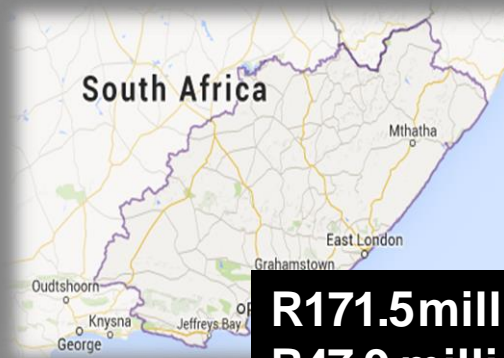 South Africa
Mthatha
East London
Grahamstown
Oudtshoorn
Knysna
Jeffreys Bay
George
R171.5mill